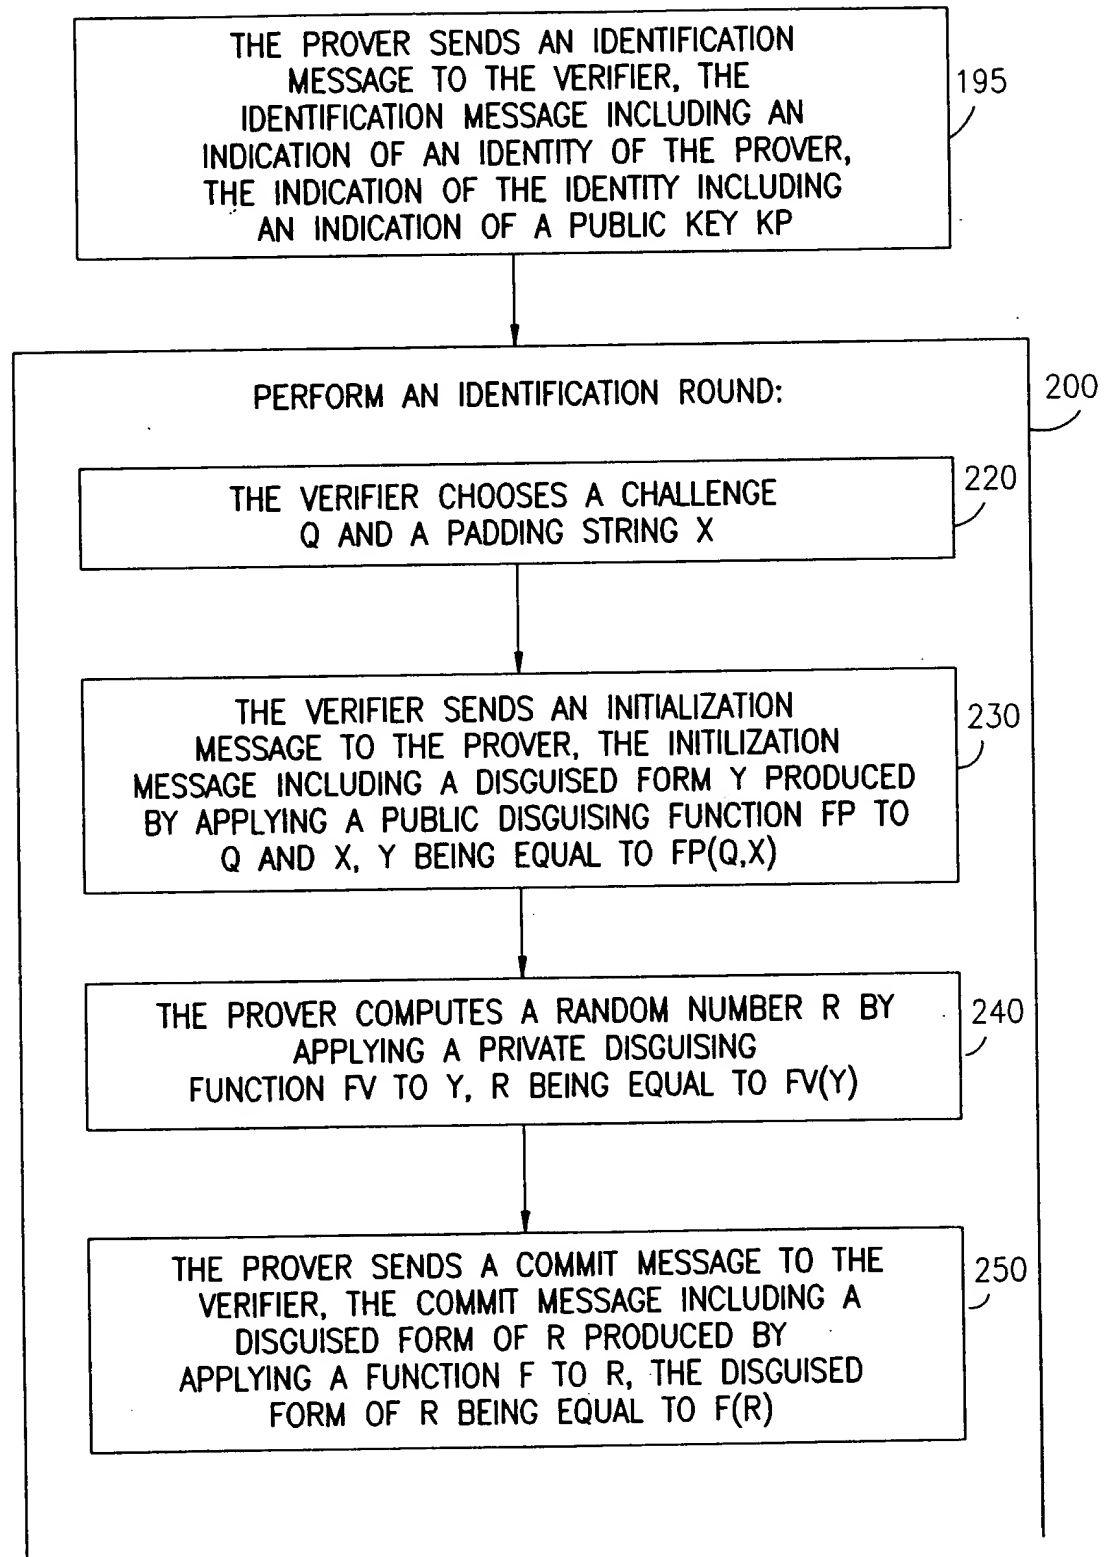 THE PROVER SENDS AN IDENTIFICATION
MESSAGE TO THE VERIFIER, THE
IDENTIFICATION MESSAGE INCLUDING AN
INDICATION OF AN IDENTITY OF THE PROVER,
THE INDICATION OF THE IDENTITY INCLUDING
AN INDICATION OF A PUBLIC KEY KP
195
PERFORM AN IDENTIFICATION ROUND:
200
THE VERIFIER CHOOSES A CHALLENGE
Q AND A PADDING STRING X
220
THE VERIFIER SENDS AN INITIALIZATION
MESSAGE TO THE PROVER, THE INITILIZATION
MESSAGE INCLUDING A DISGUISED FORM Y PRODUCED
BY APPLYING A PUBLIC DISGUISING FUNCTION FP TO
Q AND X, Y BEING EQUAL TO FP(Q,X)
230
THE PROVER COMPUTES A RANDOM NUMBER R BY
APPLYING A PRIVATE DISGUISING
FUNCTION FV TO Y, R BEING EQUAL TO FV(Y)
240
THE PROVER SENDS A COMMIT MESSAGE TO THE
VERIFIER, THE COMMIT MESSAGE INCLUDING A
DISGUISED FORM OF R PRODUCED BY
APPLYING A FUNCTION F TO R, THE DISGUISED
FORM OF R BEING EQUAL TO F(R)
250